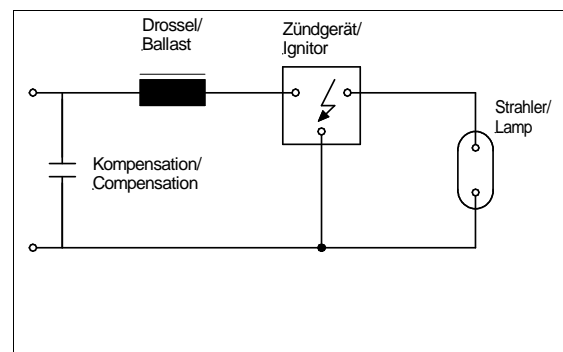 Drossel/
Ballast
Zündgerät/
Ignitor
Strahler/
Lamp
Kompensation/
Compensation